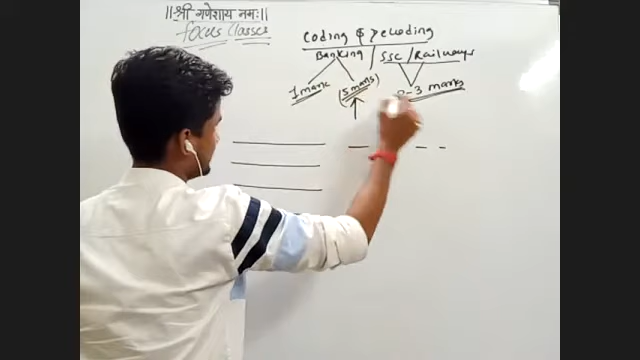 ||श्री गणेशाय नमः||
focus classes
Coding & Decoding
Banking / SSC / Railways
1 mark (5 marks) 2-3 marks